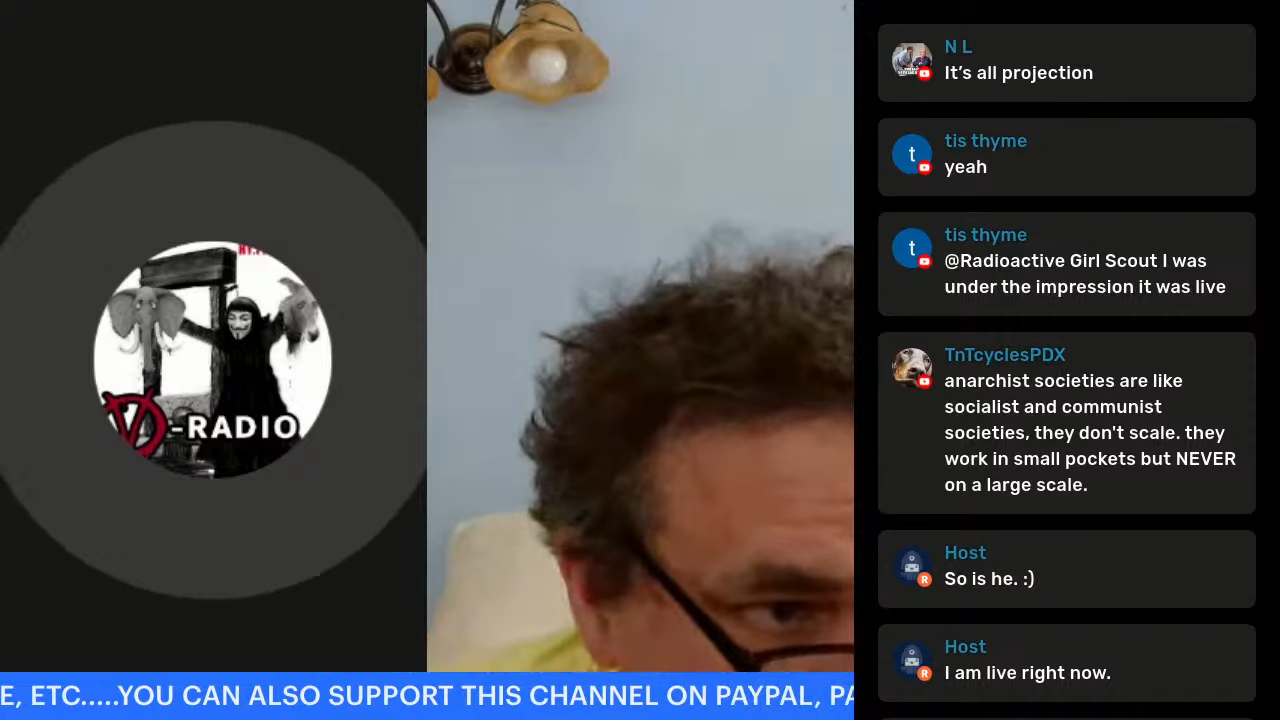 -RADIO
E, ETC.....YOU CAN ALSO SUPPORT THIS CHANNEL ON PAYPAL, PA
N L
It’s all projection
t
tis thyme
yeah
t
tis thyme
@Radioactive Girl Scout I was
under the impression it was live
TnTcyclesPDX
anarchist societies are like
socialist and communist
societies, they don't scale. they
work in small pockets but NEVER
on a large scale.
Host
R
So is he. :)
Host
R
I am live right now.